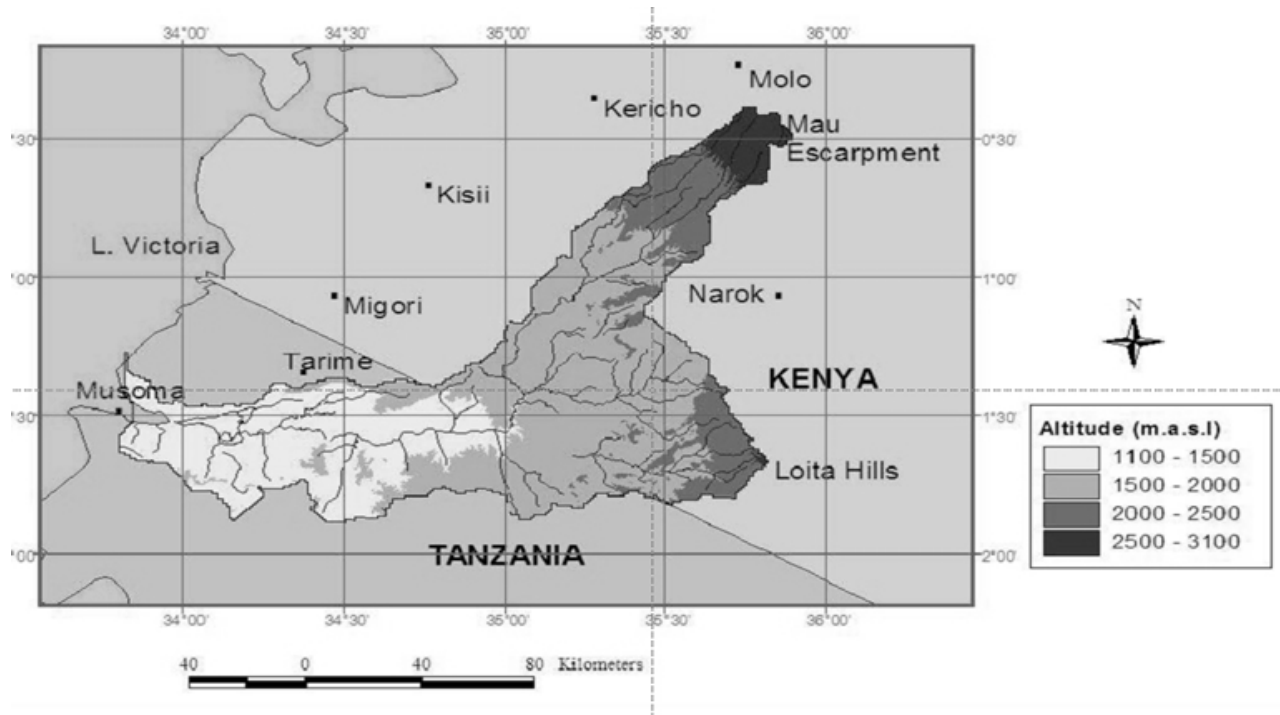 34°00' 34°30' 35°00' 35°30' 36°00'
Molo
Kericho
Mau
Escarpment
°30' 0°30'
Kisii
L. Victoria
°00' 1°00'
Narok
Migori
Tarime
Musoma
KENYA
N
°30' 1°30'
Loita Hills
TANZANIA
°00' 2°00'
34°00' 34°30' 35°00' 35°30' 36°00'
Altitude (m.a.s.l)
1100 - 1500
1500 - 2000
2000 - 2500
2500 - 3100
40 0 40 80 Kilometers